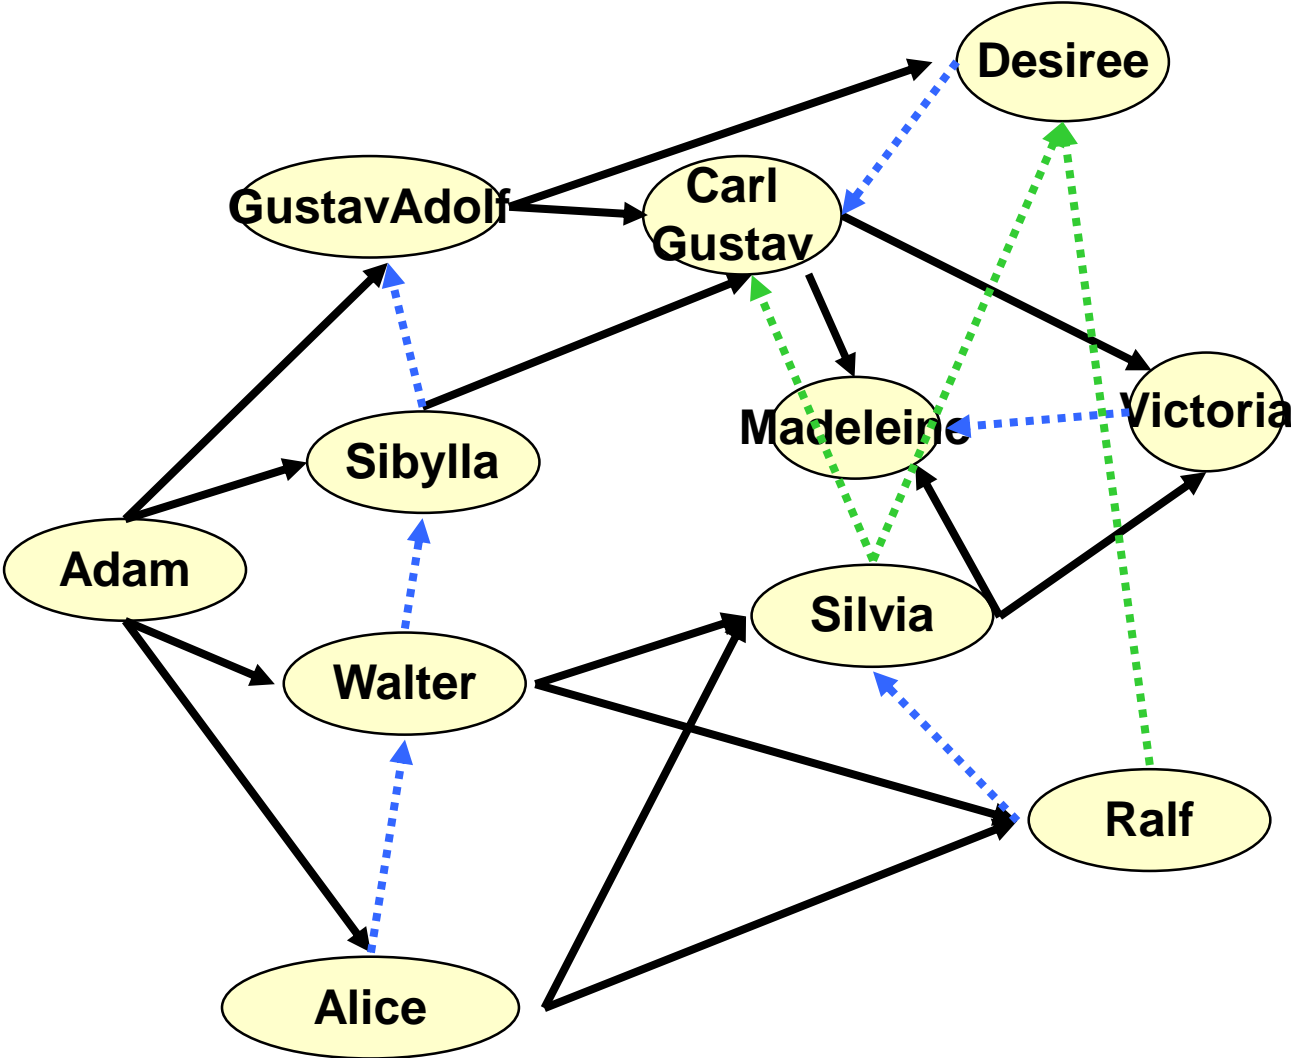 Desiree
GustavAdolf
Carl
Gustav
Madeleine
Victoria
Sibylla
Adam
Silvia
Walter
Ralf
Alice